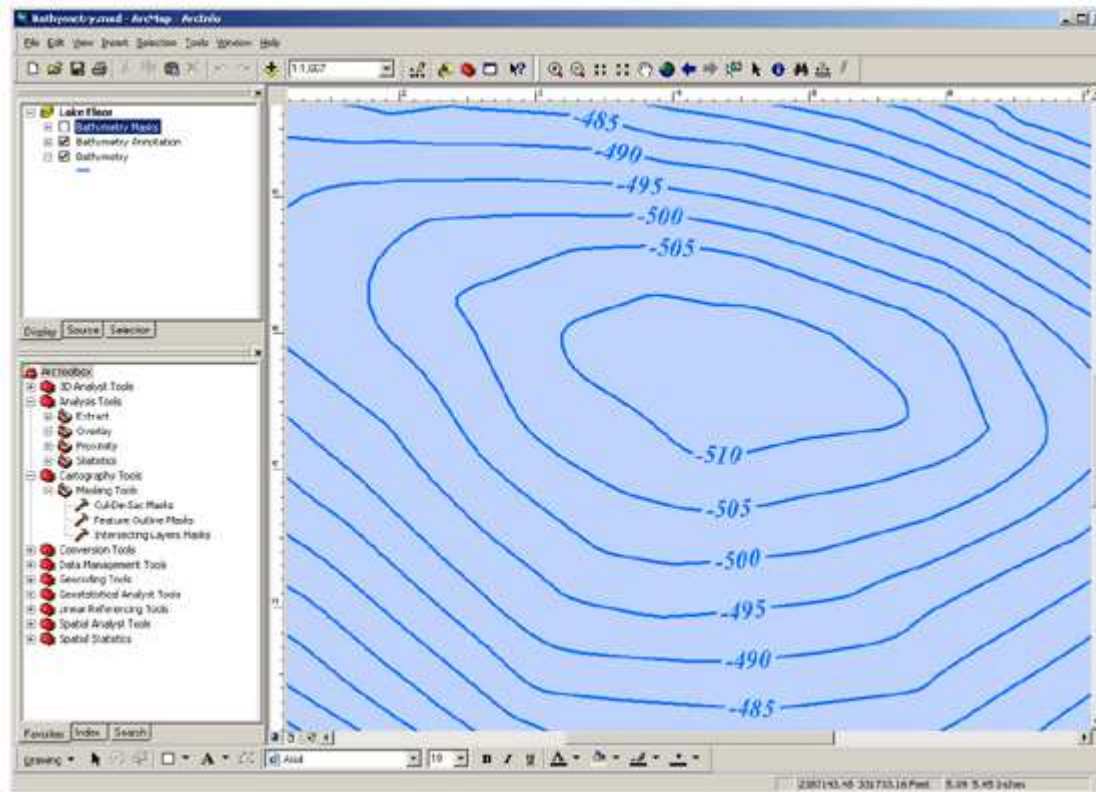 Bathymetry.mxd - ArcMap - ArcInfo
File Edit View Insert Selection Tools Window Help
Lake Floor
Bathymetry Masks
Bathymetry Annotation
Bathymetry
Display Source Selection
ArcToolbox
3D Analyst Tools
Analysis Tools
Extract
Overlay
Proximity
Statistics
Cartography Tools
Masking Tools
Cul-De-Sac Masks
Feature Outline Masks
Intersecting Layers Masks
Conversion Tools
Data Management Tools
Geocoding Tools
Geostatistical Analyst Tools
Linear Referencing Tools
Spatial Analyst Tools
Spatial Statistics
Favorites Index Search
-485
-490
-495
-500
-505
-510
-505
-500
-495
-490
-485
Drawing A Arial 10 B I U A